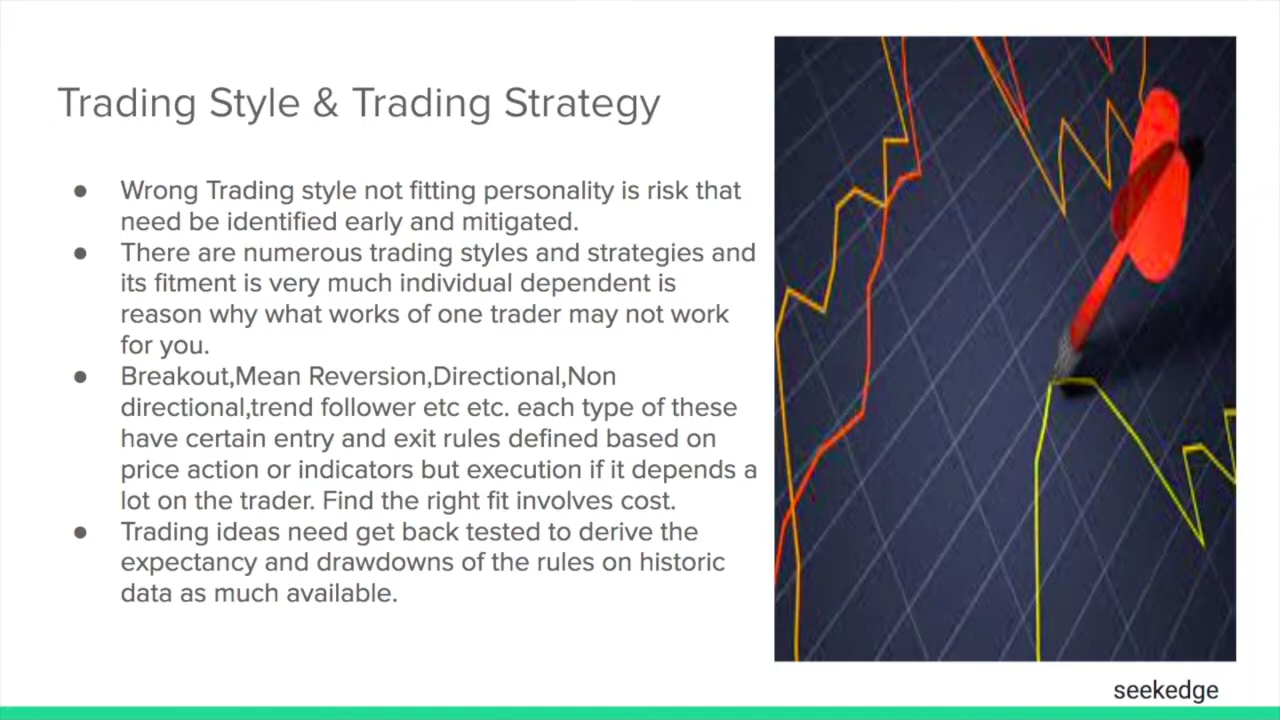 Trading Style & Trading Strategy
● Wrong Trading style not fitting personality is risk that
need be identified early and mitigated.
● There are numerous trading styles and strategies and
its fitment is very much individual dependent is
reason why what works of one trader may not work
for you.
● Breakout,Mean Reversion,Directional,Non
directional,trend follower etc etc. each type of these
have certain entry and exit rules defined based on
price action or indicators but execution if it depends a
lot on the trader. Find the right fit involves cost.
● Trading ideas need get back tested to derive the
expectancy and drawdowns of the rules on historic
data as much available.
seekedge